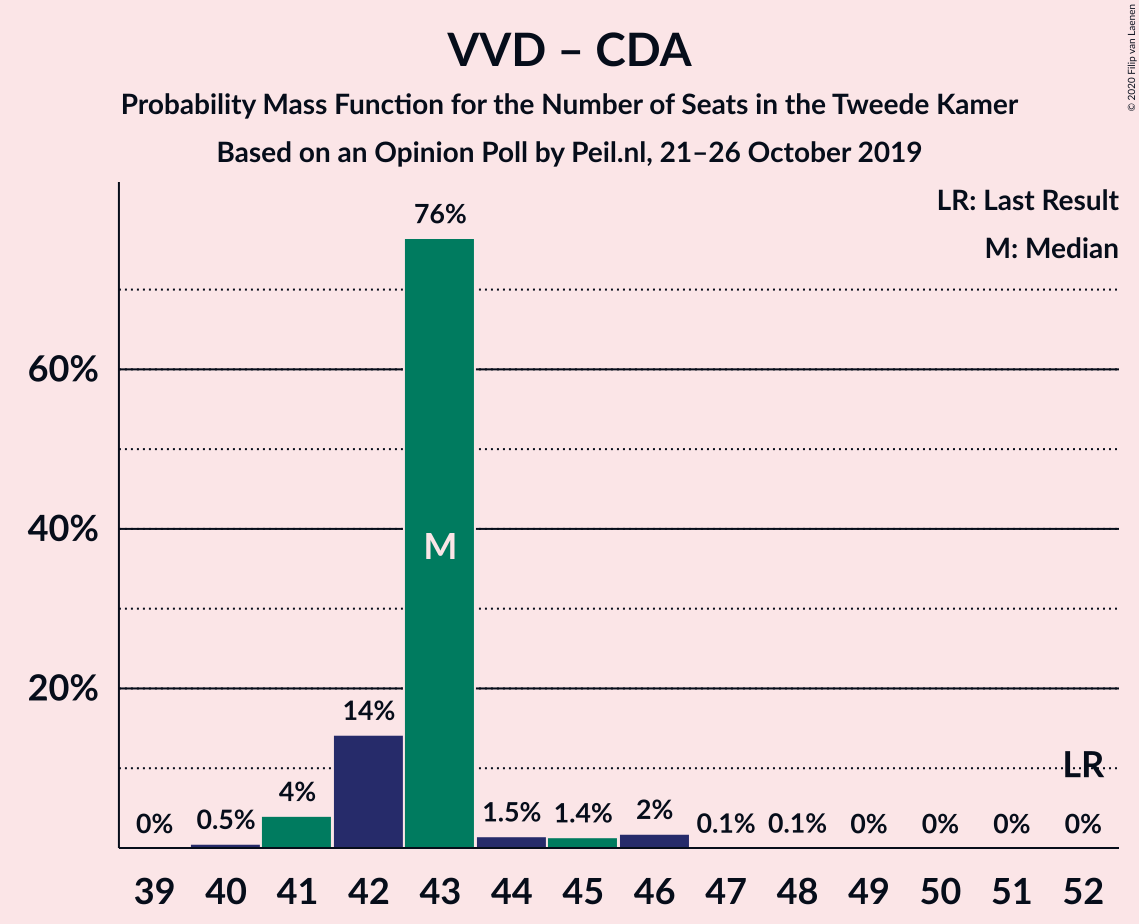 VVD – CDA
Probability Mass Function for the Number of Seats in the Tweede Kamer
Based on an Opinion Poll by Peil.nl, 21–26 October 2019
© 2020 Filip van Laenen
LR: Last Result
M: Median
60%
40%
20%
0%
0.5%
4%
14%
76%
M
1.5%
1.4%
2%
0.1%
0.1%
0%
0%
0%
0%
LR
39 40 41 42 43 44 45 46 47 48 49 50 51 52